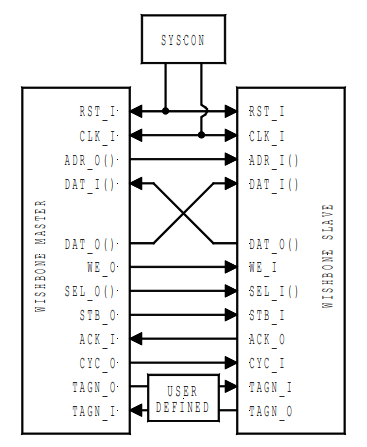 SYSCON
RST_I RST_I
CLK_I CLK_I
ADR_O() ADR_I()
DAT_I() DAT_I()
WISHBONE MASTER
WISHBONE SLAVE
DAT_O() DAT_O()
WE_O WE_I
SEL_O() SEL_I()
STB_O STB_I
ACK_I ACK_O
CYC_O CYC_I
TAGN_O TAGN_I
USER
DEFINED
TAGN_I TAGN_O